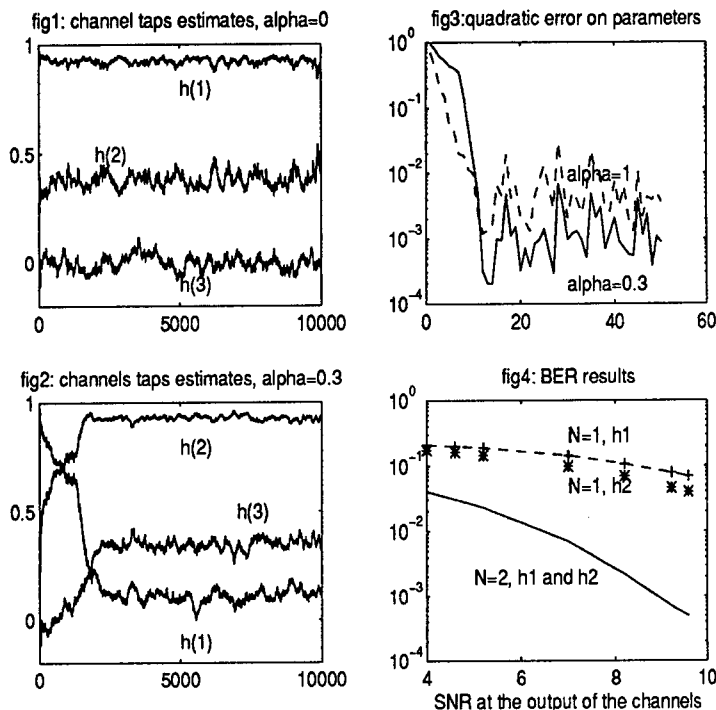 fig1: channel taps estimates, alpha=0
1
h(1)
0.5
h(2)
0
h(3)
0
5000
10000
fig3:quadratic error on parameters
10^0
10^-1
10^-2
alpha=1
10^-3
alpha=0.3
10^-4
0
20
40
60
fig2: channels taps estimates, alpha=0.3
1
h(2)
0.5
h(3)
0
h(1)
0
5000
10000
fig4: BER results
10^0
N=1, h1
10^-1
N=1, h2
10^-2
N=2, h1 and h2
10^-3
10^-4
4
6
8
10
SNR at the output of the channels